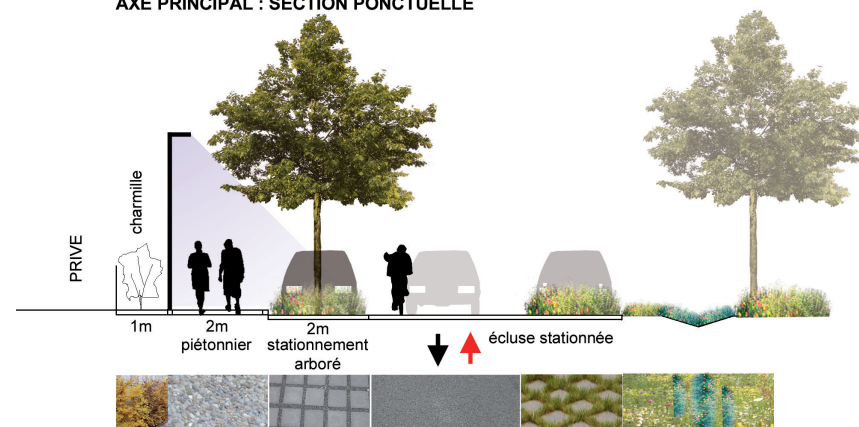 AXE PRINCIPAL : SECTION PONCTUELLE
charmille
PRIVE
1m
2m
piétonnier
2m
stationnement
arboré
écluse stationnée